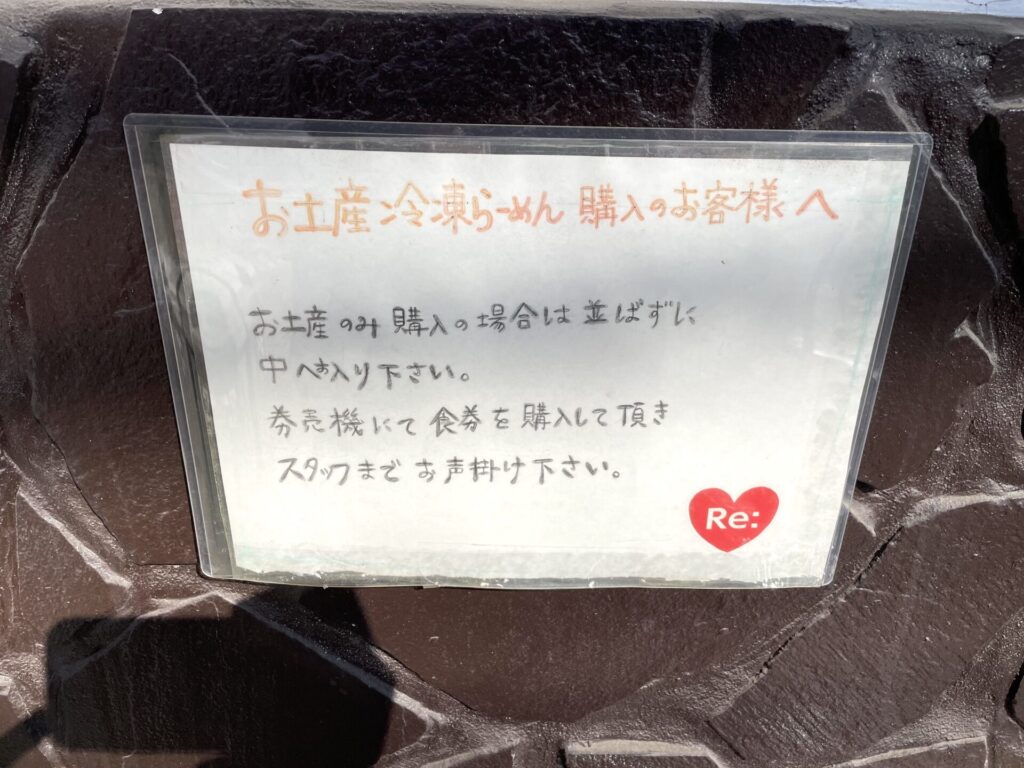 お土産 冷凍らーめん 購入のお客様へ
お土産のみ購入の場合は並ばずに
中へお入り下さい。
券売機にて食券を購入して頂き
スタッフまでお声掛け下さい。
Re: